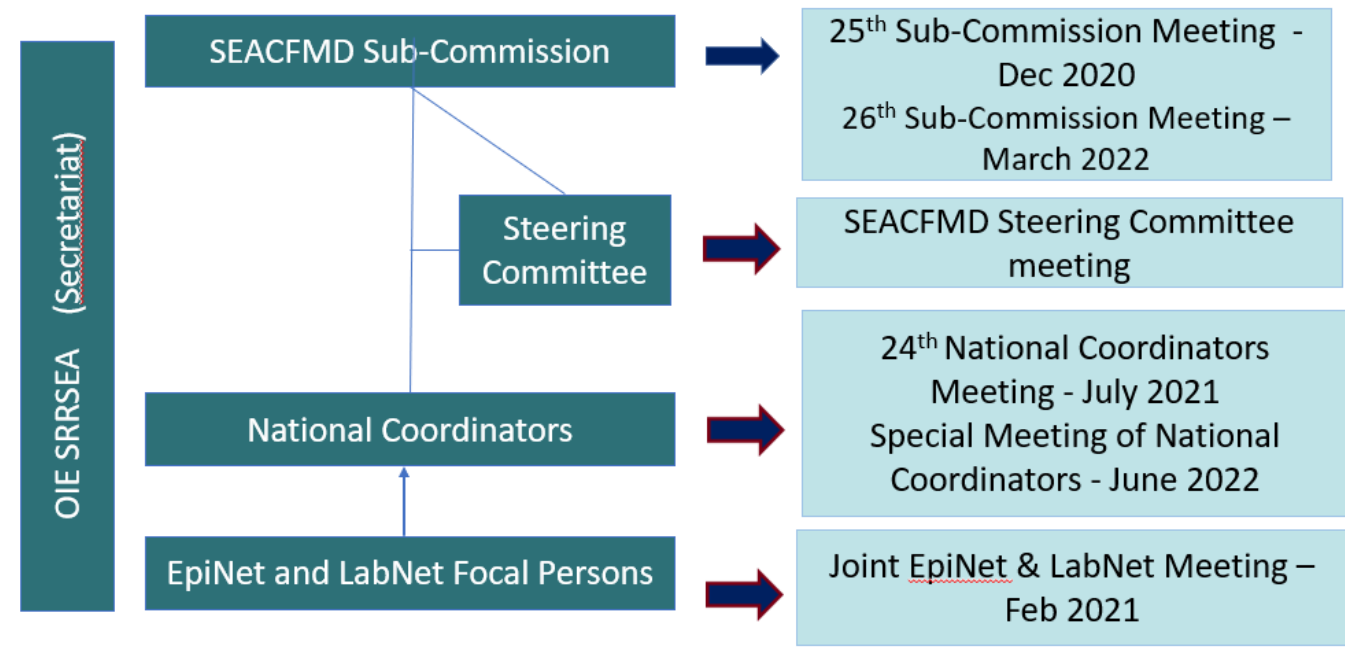 OIE SRRSEA (Secretariat)
SEACFMD Sub-Commission
25th Sub-Commission Meeting -
Dec 2020
26th Sub-Commission Meeting –
March 2022
Steering
Committee
SEACFMD Steering Committee
meeting
National Coordinators
24th National Coordinators
Meeting - July 2021
Special Meeting of National
Coordinators - June 2022
EpiNet and LabNet Focal Persons
Joint EpiNet & LabNet Meeting –
Feb 2021